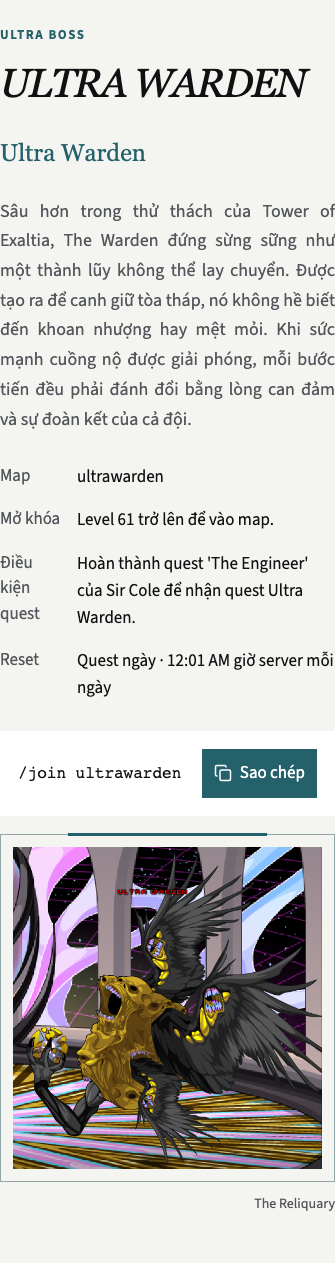 ULTRA BOSS
ULTRA WARDEN
Ultra Warden
Sâu hơn trong thử thách của Tower of
Exaltia, The Warden đứng sừng sững như
một thành lũy không thể lay chuyển. Được
tạo ra để canh giữ tòa tháp, nó không hề biết
đến khoan nhượng hay mệt mỏi. Khi sức
mạnh cuồng nộ được giải phóng, mỗi bước
tiến đều phải đánh đổi bằng lòng can đảm
và sự đoàn kết của cả đội.
Map ultrawarden
Mở khóa Level 61 trở lên để vào map.
Điều kiện quest Hoàn thành quest 'The Engineer'
của Sir Cole để nhận quest Ultra
Warden.
Reset Quest ngày · 12:01 AM giờ server mỗi
ngày
/join ultrawarden Sao chép
ULTRA WARDEN
The Reliquary